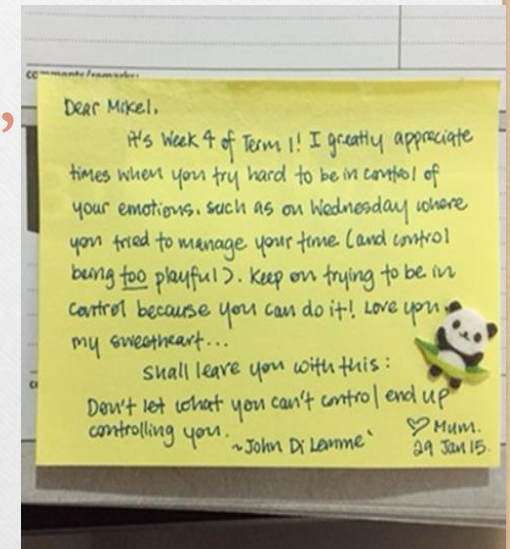 comments/remarks:
Dear Mikel,
It's Week 4 of Term 1! I greatly appreciate
times when you try hard to be in control of
your emotions. such as on Wednesday where
you tried to manage your time (and control
being too playful). Keep on trying to be in
control because you can do it! Love you
my sweetheart...
shall leave you with this:
Don't let what you can't control end up
controlling you.
~John Di Lemme
♡ Mum.
29 Jan 15.